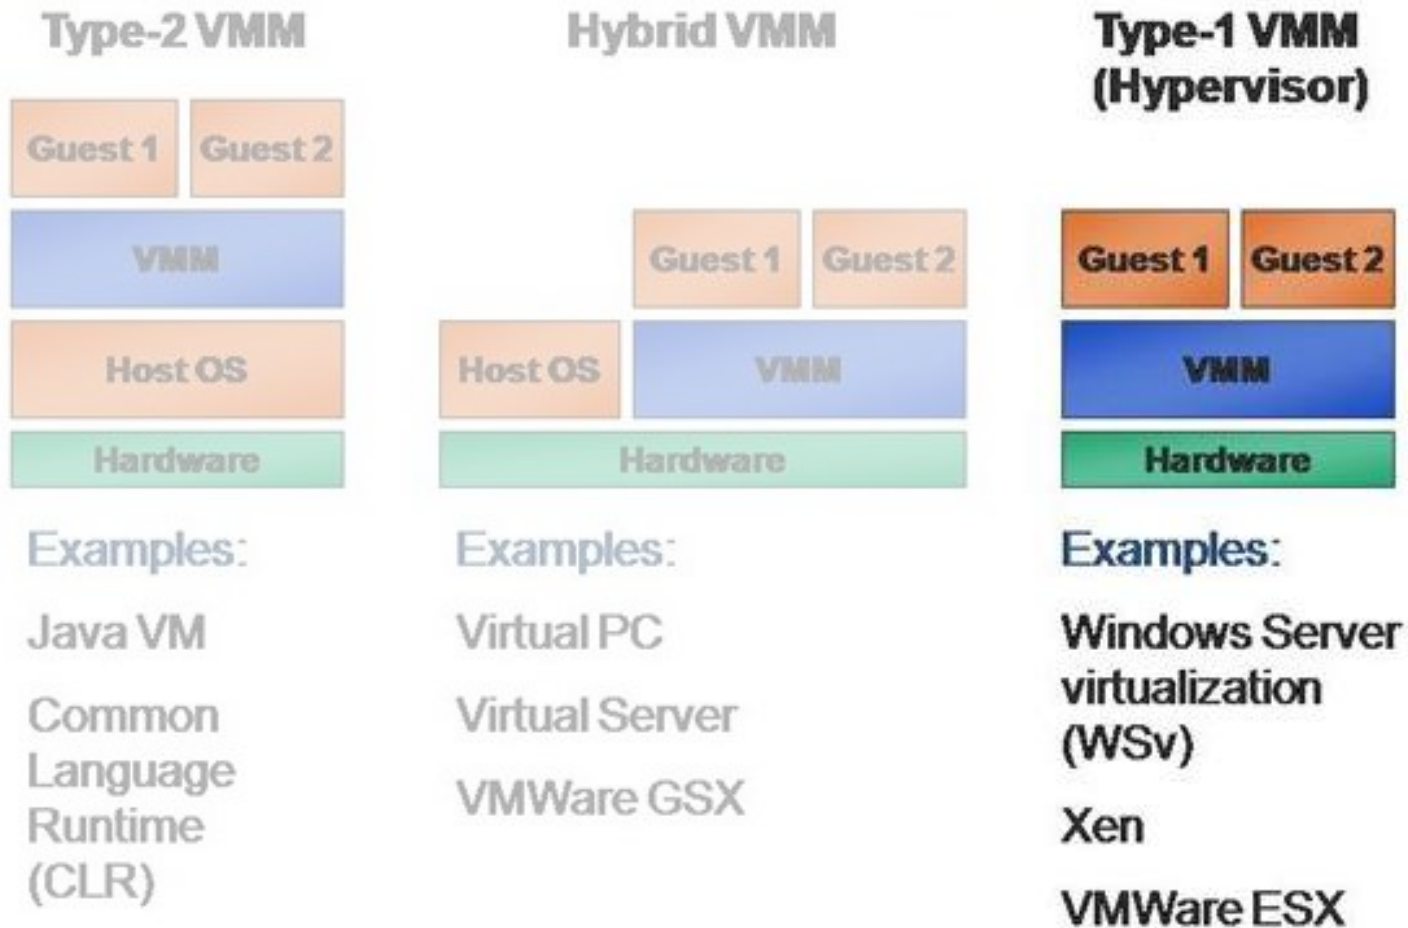 Type-2 VMM
Guest 1
Guest 2
VMM
Host OS
Hardware
Examples:
Java VM
Common
Language
Runtime
(CLR)
Hybrid VMM
Guest 1
Guest 2
Host OS
VMM
Hardware
Examples:
Virtual PC
Virtual Server
VMWare GSX
Type-1 VMM
(Hypervisor)
Guest 1
Guest 2
VMM
Hardware
Examples:
Windows Server
virtualization
(WSv)
Xen
VMWare ESX